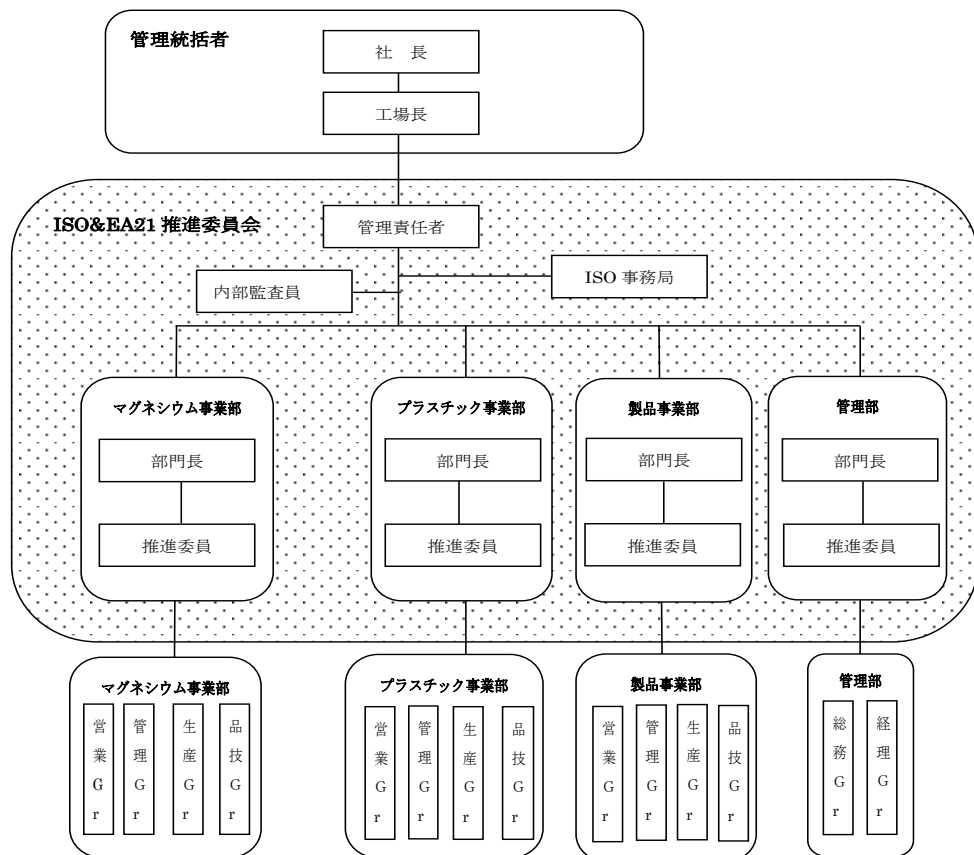 管理統括者
社 長
工場長
ISO&EA21 推進委員会
管理責任者
内部監査員
ISO 事務局
マグネシウム事業部
部門長
推進委員
プラスチック事業部
部門長
推進委員
製品事業部
部門長
推進委員
管理部
部門長
推進委員
マグネシウム事業部
営業Gr
管理Gr
生産Gr
品技Gr
プラスチック事業部
営業Gr
管理Gr
生産Gr
品技Gr
製品事業部
営業Gr
管理Gr
生産Gr
品技Gr
管理部
総務Gr
経理Gr